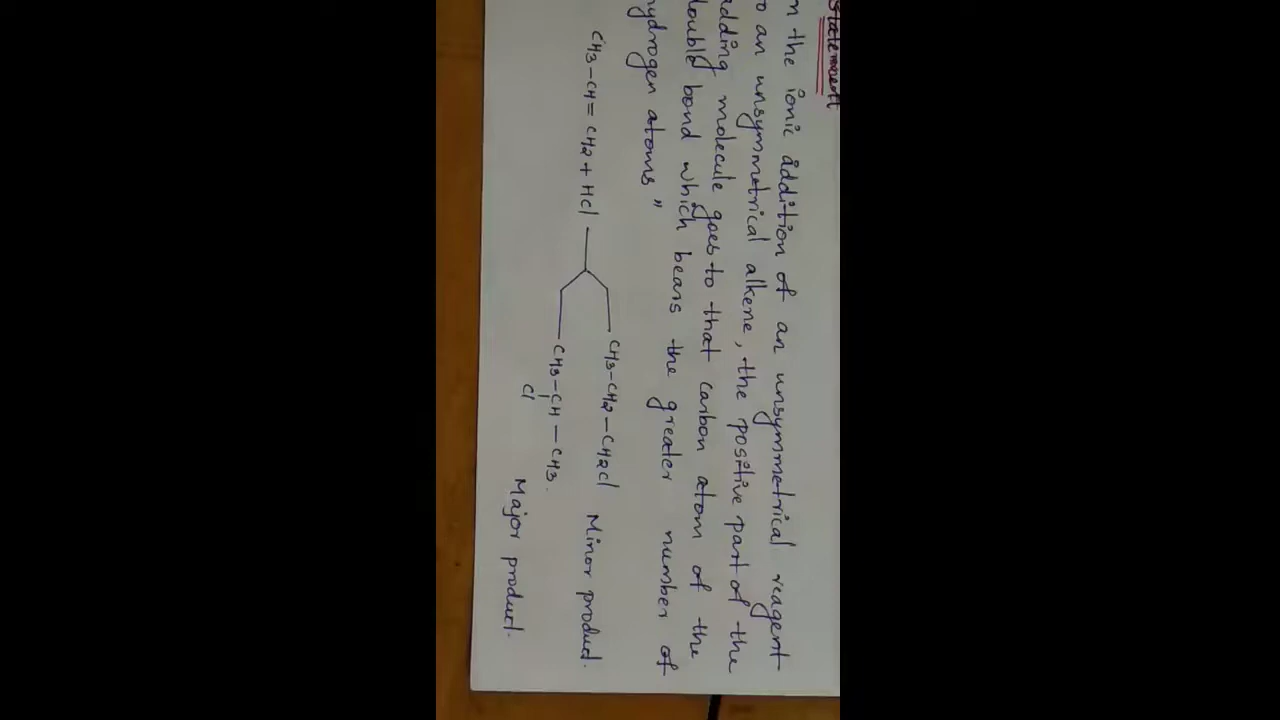 Statement
n the ionic addition of an unsymmetrical reagent
to an unsymmetrical alkene, the positive part of the
adding molecule goes to that carbon atom of the
double bond which bears the greater number of
hydrogen atoms"
CH3-CH2-CH2Cl Minor product.
CH3-CH=CH2+HCl
CH3-CH-CH3.
Cl
Major product.